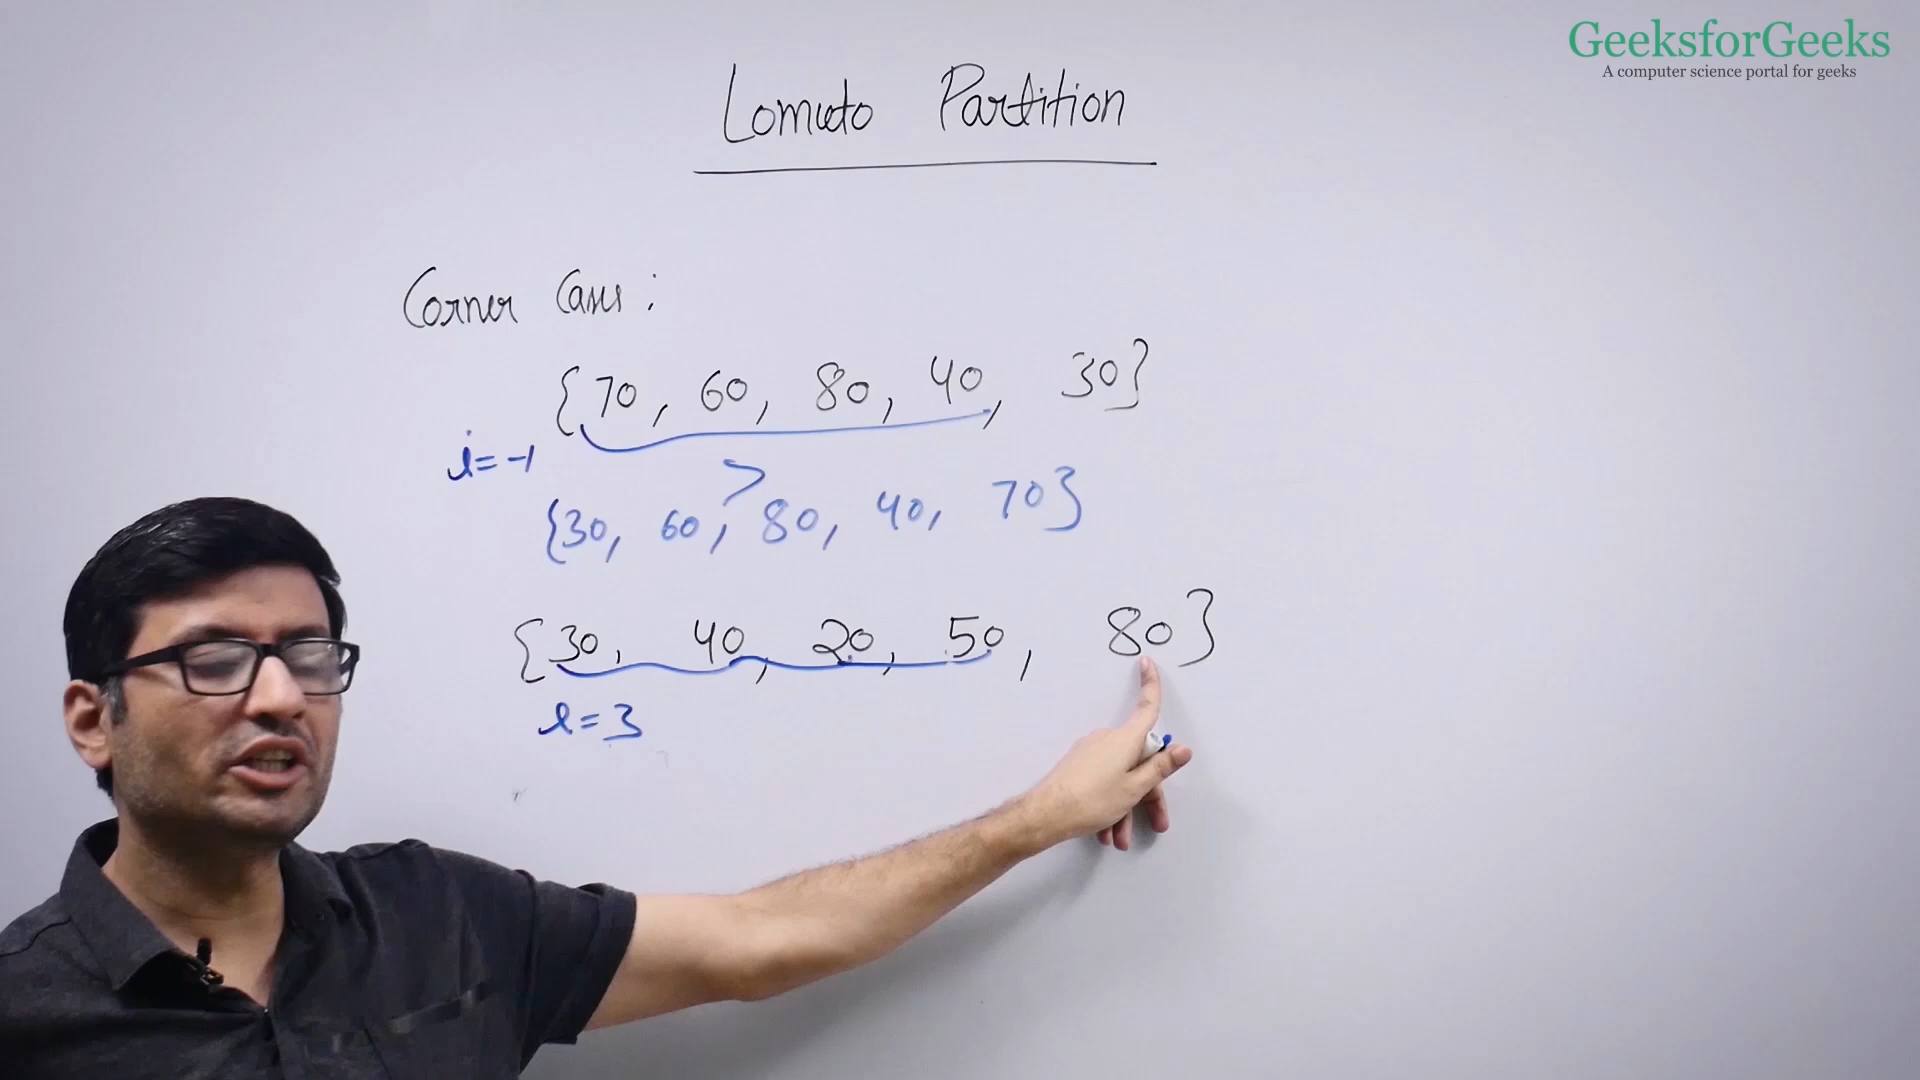 GeeksforGeeks
A computer science portal for geeks
Lomuto Partition
Corner Cases :
{70, 60, 80, 40, 30}
i=-1
>
{30, 60, 80, 40, 70}
{30, 40, 20, 50, 80}
i=3